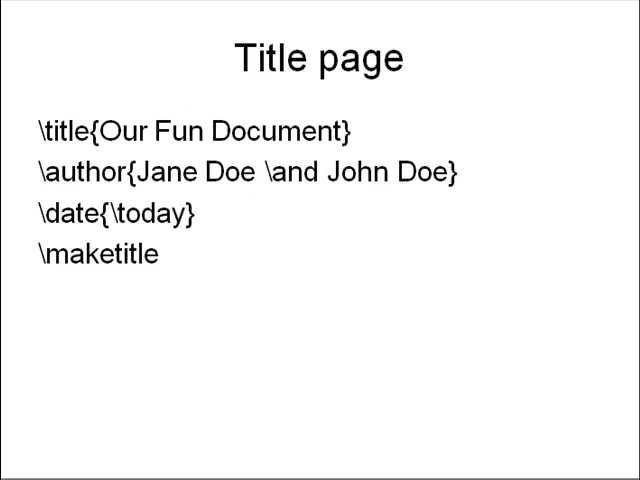 Title page
\title{Our Fun Document}
\author{Jane Doe \and John Doe}
\date{\today}
\maketitle